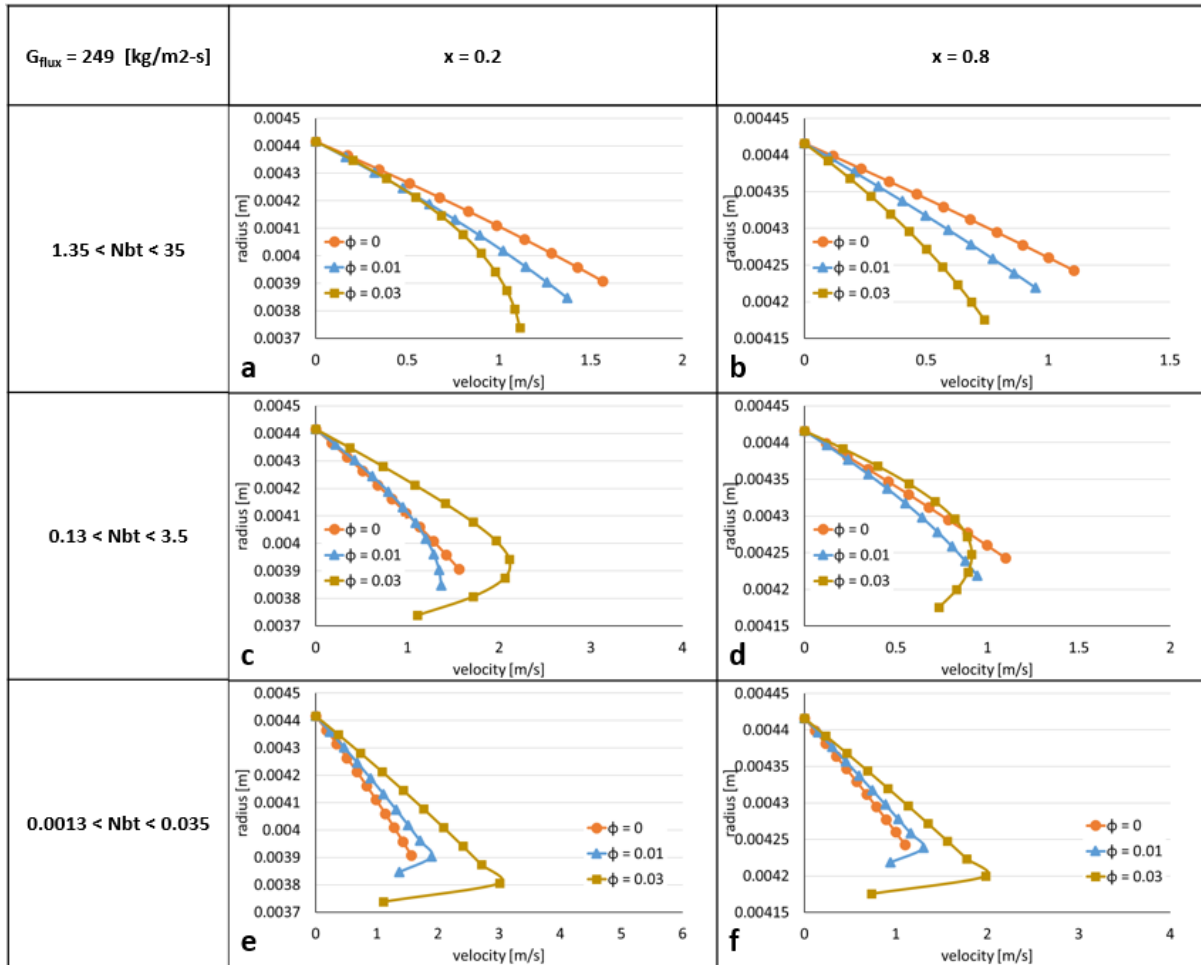 G_flux = 249 [kg/m2-s]
x = 0.2
x = 0.8
1.35 < Nbt < 35
radius [m]
0.0045
0.0044
0.0043
0.0042
0.0041
0.004
0.0039
0.0038
0.0037
ϕ = 0
ϕ = 0.01
ϕ = 0.03
0 0.5 1 1.5 2
velocity [m/s]
a
radius [m]
0.00445
0.0044
0.00435
0.0043
0.00425
0.0042
0.00415
ϕ = 0
ϕ = 0.01
ϕ = 0.03
0 0.5 1 1.5
velocity [m/s]
b
0.13 < Nbt < 3.5
radius [m]
0.0045
0.0044
0.0043
0.0042
0.0041
0.004
0.0039
0.0038
0.0037
ϕ = 0
ϕ = 0.01
ϕ = 0.03
0 1 2 3 4
velocity [m/s]
c
radius [m]
0.00445
0.0044
0.00435
0.0043
0.00425
0.0042
0.00415
ϕ = 0
ϕ = 0.01
ϕ = 0.03
0 0.5 1 1.5 2
velocity [m/s]
d
0.0013 < Nbt < 0.035
radius [m]
0.0045
0.0044
0.0043
0.0042
0.0041
0.004
0.0039
0.0038
0.0037
ϕ = 0
ϕ = 0.01
ϕ = 0.03
0 1 2 3 4 5 6
velocity [m/s]
e
radius [m]
0.00445
0.0044
0.00435
0.0043
0.00425
0.0042
0.00415
ϕ = 0
ϕ = 0.01
ϕ = 0.03
0 1 2 3 4
velocity [m/s]
f